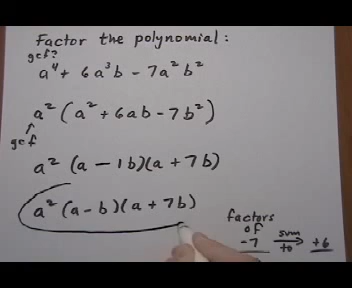 Factor the polynomial:
gcf?
a⁴ + 6a³b - 7a²b²
a² (a² + 6ab - 7b²)
gcf
a² (a - 1b)(a + 7b)
a² (a - b)(a + 7b)
factors
of
-7 sum to +6